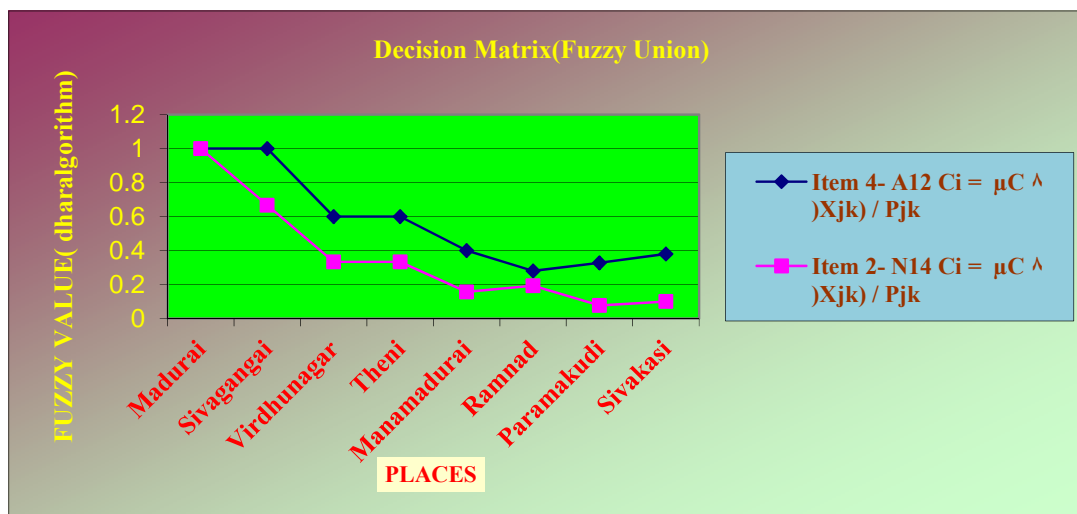 Decision Matrix(Fuzzy Union)
FUZZY VALUE( dharalgorithm)
1.2
1
0.8
0.6
0.4
0.2
0
Madurai
Sivagangai
Virdhunagar
Theni
Manamadurai
Ramnad
Paramakudi
Sivakasi
PLACES
Item 4- A12 Ci = µC ^
)Xjk) / Pjk
Item 2- N14 Ci = µC ^
)Xjk) / Pjk